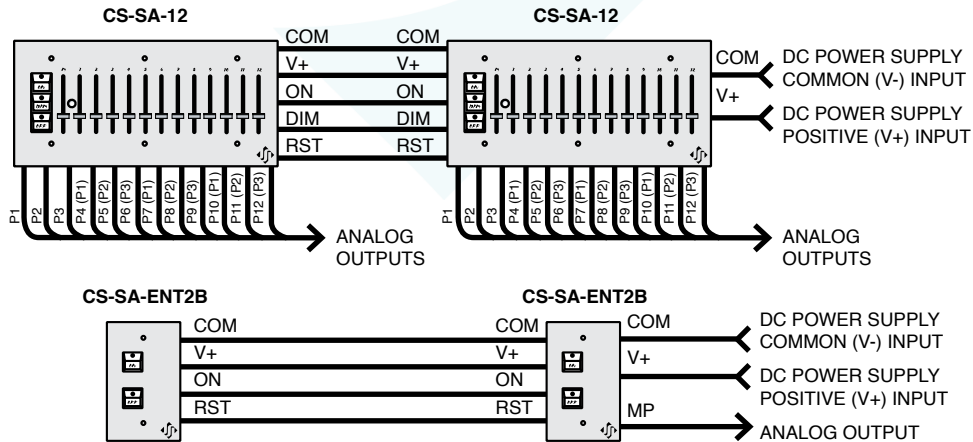 CS-SA-12 CS-SA-12
COM COM
V+ V+
ON ON
DIM DIM
RST RST
COM DC POWER SUPPLY
COMMON (V-) INPUT
V+ DC POWER SUPPLY
POSITIVE (V+) INPUT
P1 P2 P3 P4 (P1) P5 (P2) P6 (P3) P7 (P1) P8 (P2) P9 (P3) P10 (P1) P11 (P2) P12 (P3)
ANALOG
OUTPUTS
P1 P2 P3 P4 (P1) P5 (P2) P6 (P3) P7 (P1) P8 (P2) P9 (P3) P10 (P1) P11 (P2) P12 (P3)
ANALOG
OUTPUTS
CS-SA-ENT2B CS-SA-ENT2B
COM COM
V+ V+
ON ON
RST RST
COM DC POWER SUPPLY
COMMON (V-) INPUT
V+ DC POWER SUPPLY
POSITIVE (V+) INPUT
MP ANALOG OUTPUT